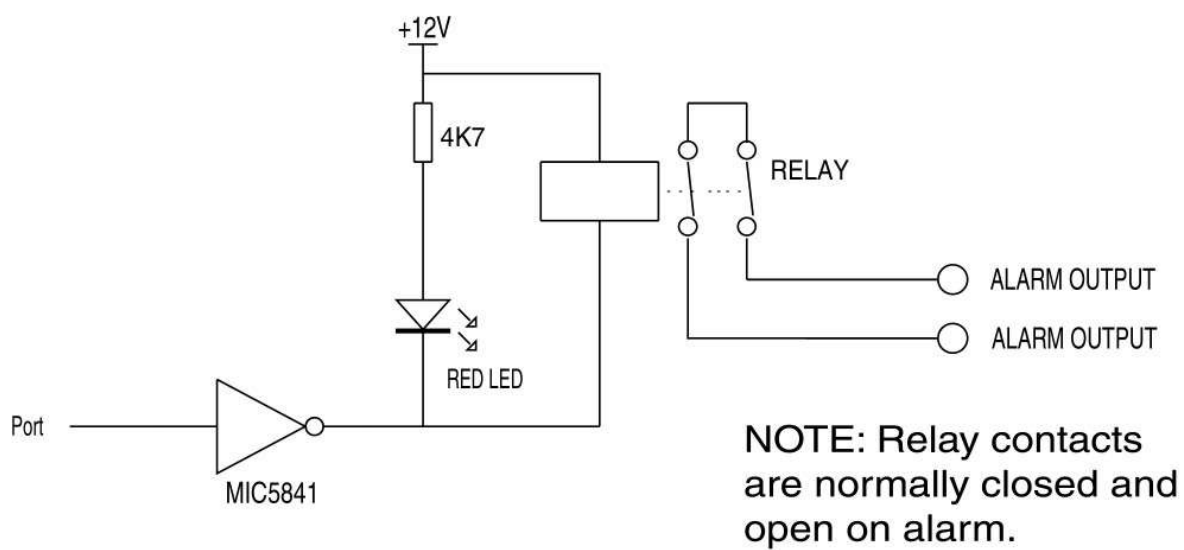 +12V
4K7
RELAY
ALARM OUTPUT
ALARM OUTPUT
RED LED
Port
MIC5841
NOTE: Relay contacts
are normally closed and
open on alarm.